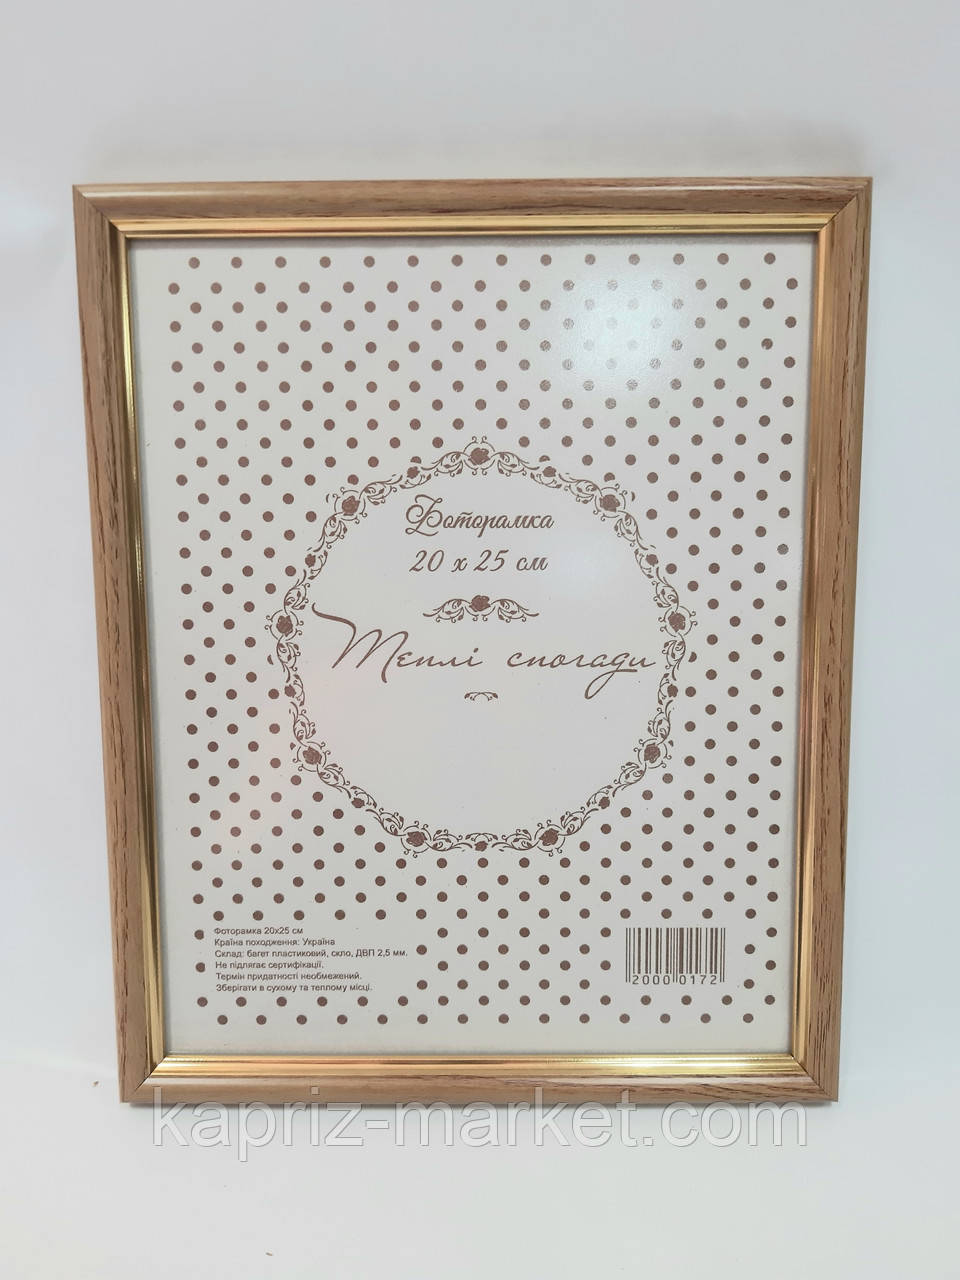 Фоторамка
20 x 25 см
Теплі спогади
Фоторамка 20х25 см
Країна походження: Україна
Склад: багет пластиковий, скло, ДВП 2,5 мм.
Не підлягає сертифікації.
Термін придатності необмежений.
Зберігати в сухому та теплому місці.
2000 0172
kapriz-market.com